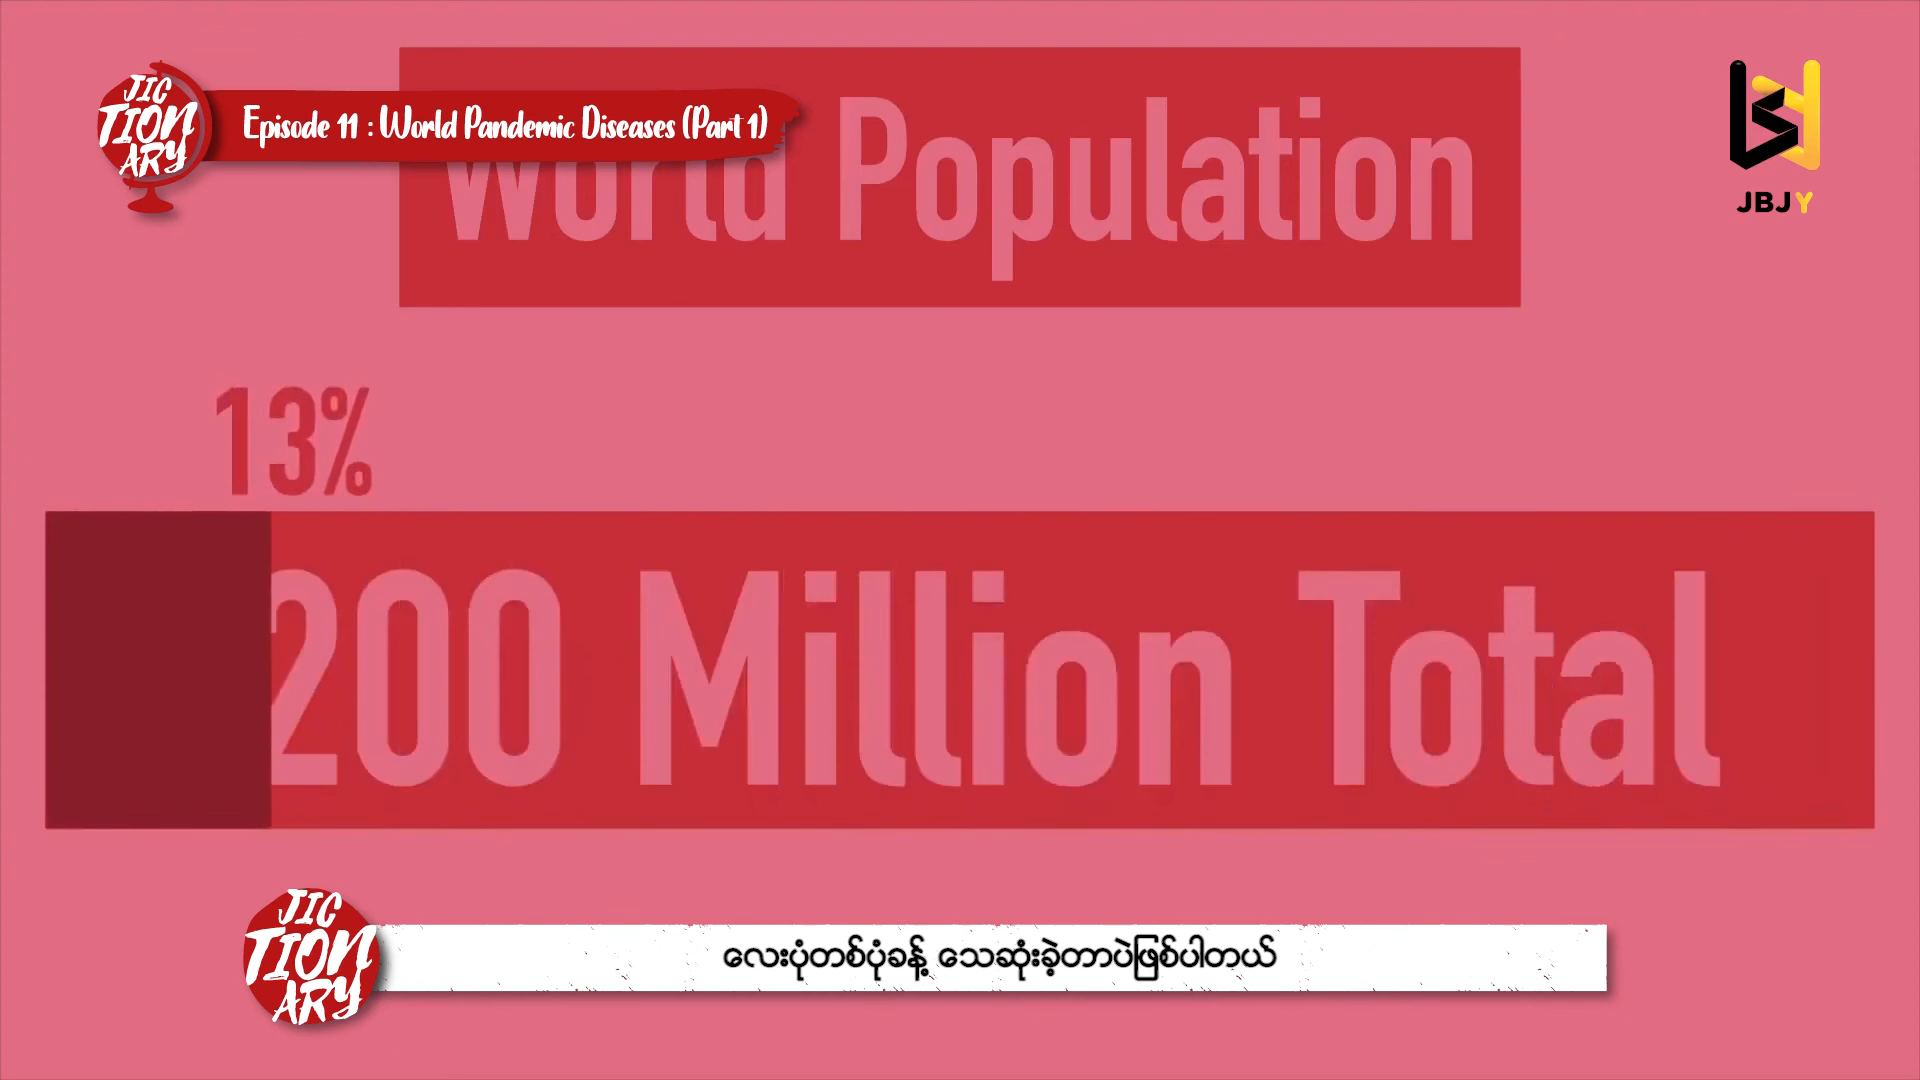 JIC
TION
ARY
Episode 11 : World Pandemic Diseases (Part 1)
World Population
JBJY
13%
200 Million Total
JIC
TION
ARY
လေးပုံတစ်ပုံခန့် သေဆုံးခဲ့တာပဲဖြစ်ပါတယ်